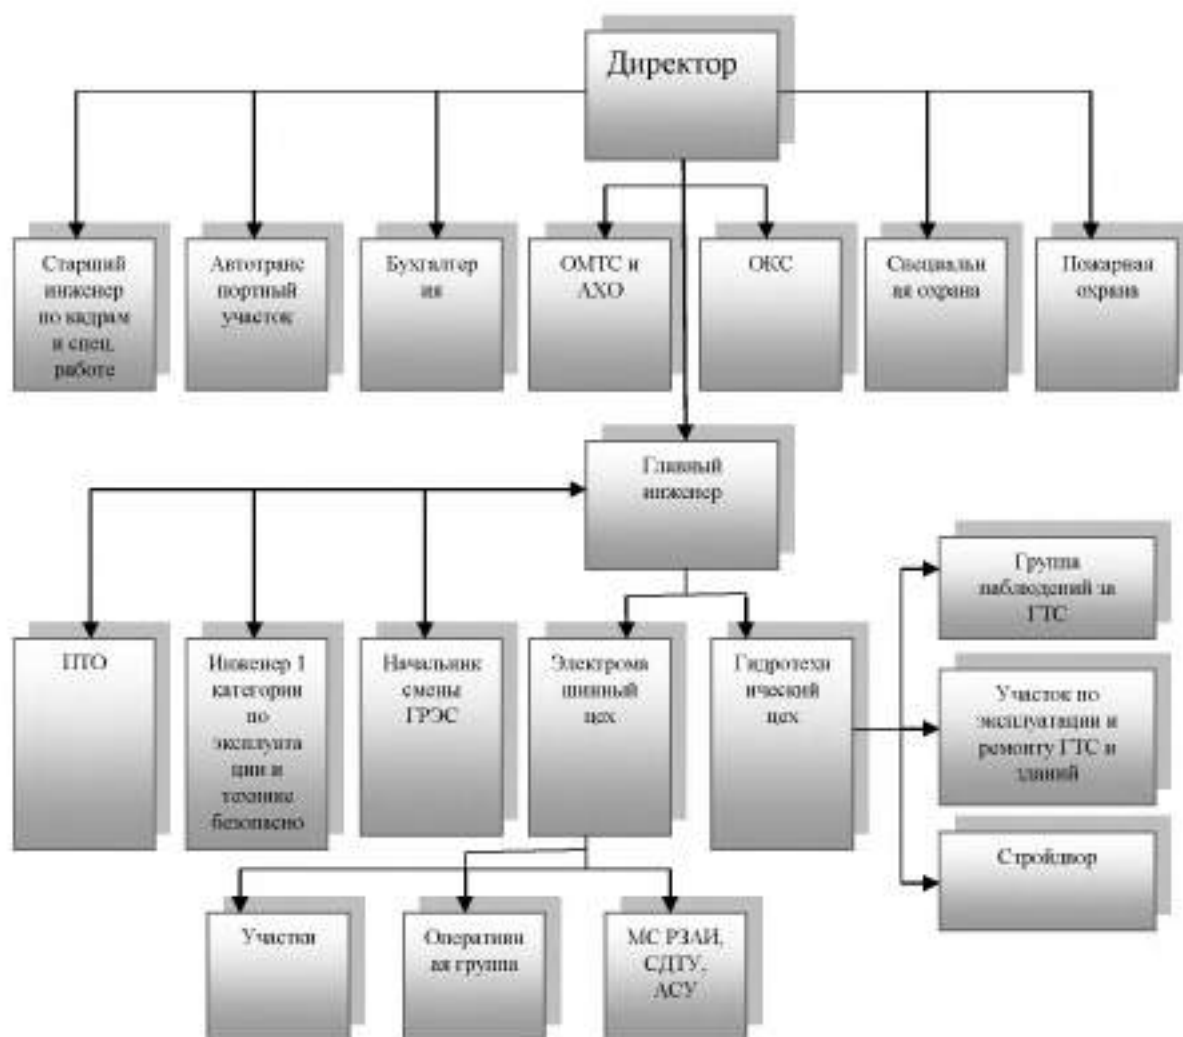 Директор
Старший
инженер
по кадрам
и спец.
работе
Автотранс
портный
участок
Бухгалтер
ия
ОМТС и
АХО
ОКС
Специальн
ая охрана
Пожарная
охрана
Главный
инженер
Группа
наблюдений за
ГТС
ПТО
Инженер 1
категории
по
эксплуата
ции и
технике
безопасно
Начальник
смены
ГРЭС
Электрома
шинный
цех
Гидротехн
ический
цех
Участок по
эксплуатации и
ремонту ГТС и
зданий
Стройдвор
Участки
Оперативн
ая группа
МС РЗАИ,
СДТУ,
АСУ